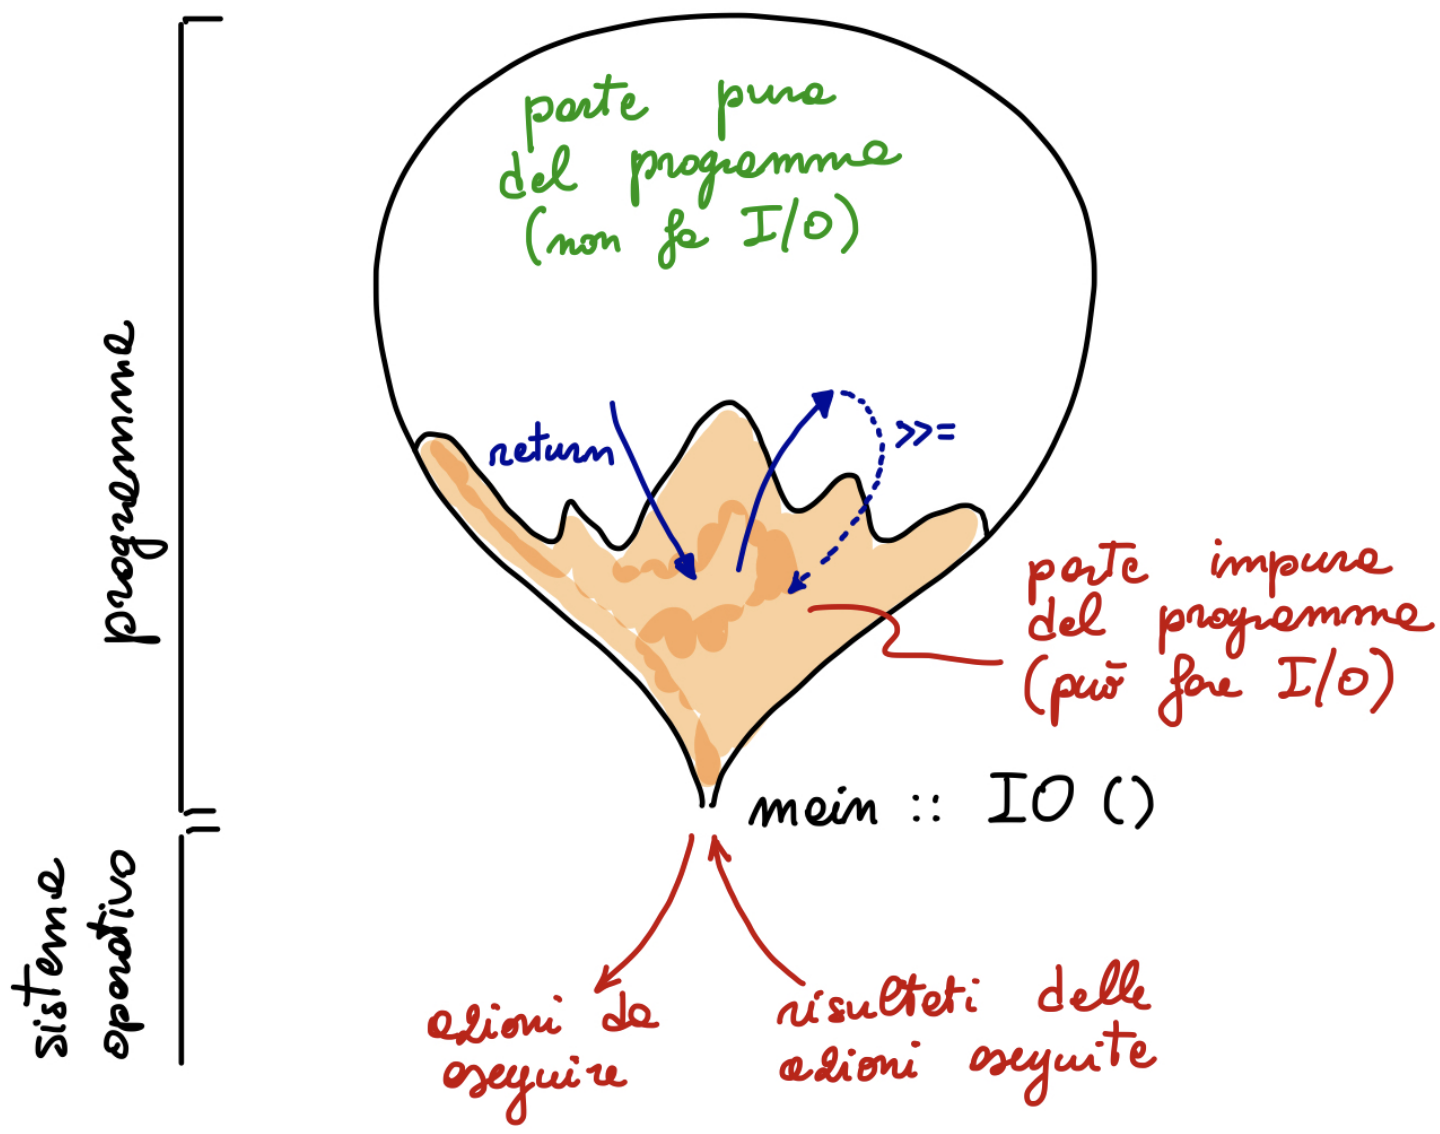 parte pura
del programma
(non fa I/O)
programma
return
>>=
parte impura
del programma
(può fare I/O)
main :: IO ()
sistema
operativo
azioni da
eseguire
risultati delle
azioni eseguite